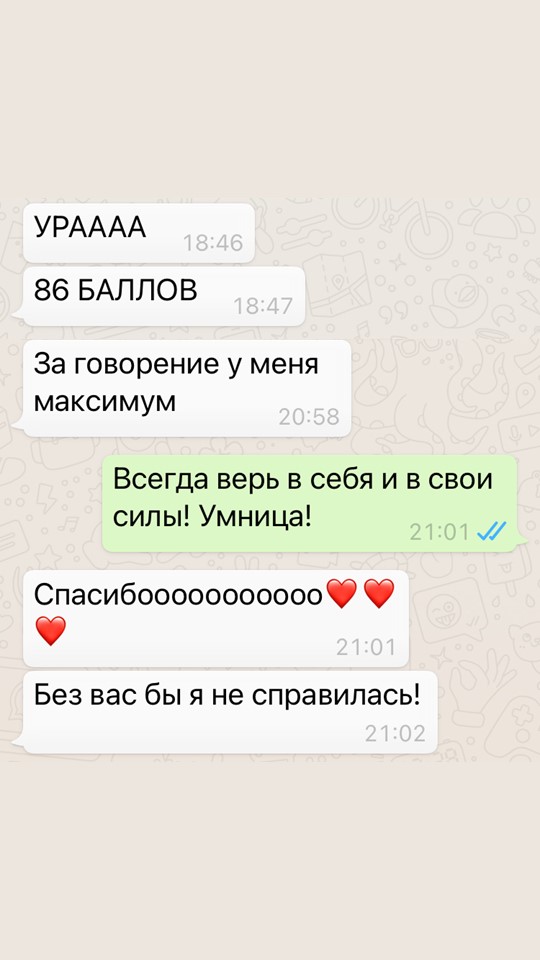 УРАААА
18:46
86 БАЛЛОВ
18:47
За говорение у меня
максимум
20:58
Всегда верь в себя и в свои
силы! Умница!
21:01
Спасибооооооооооо❤️❤️
❤️
21:01
Без вас бы я не справилась!
21:02